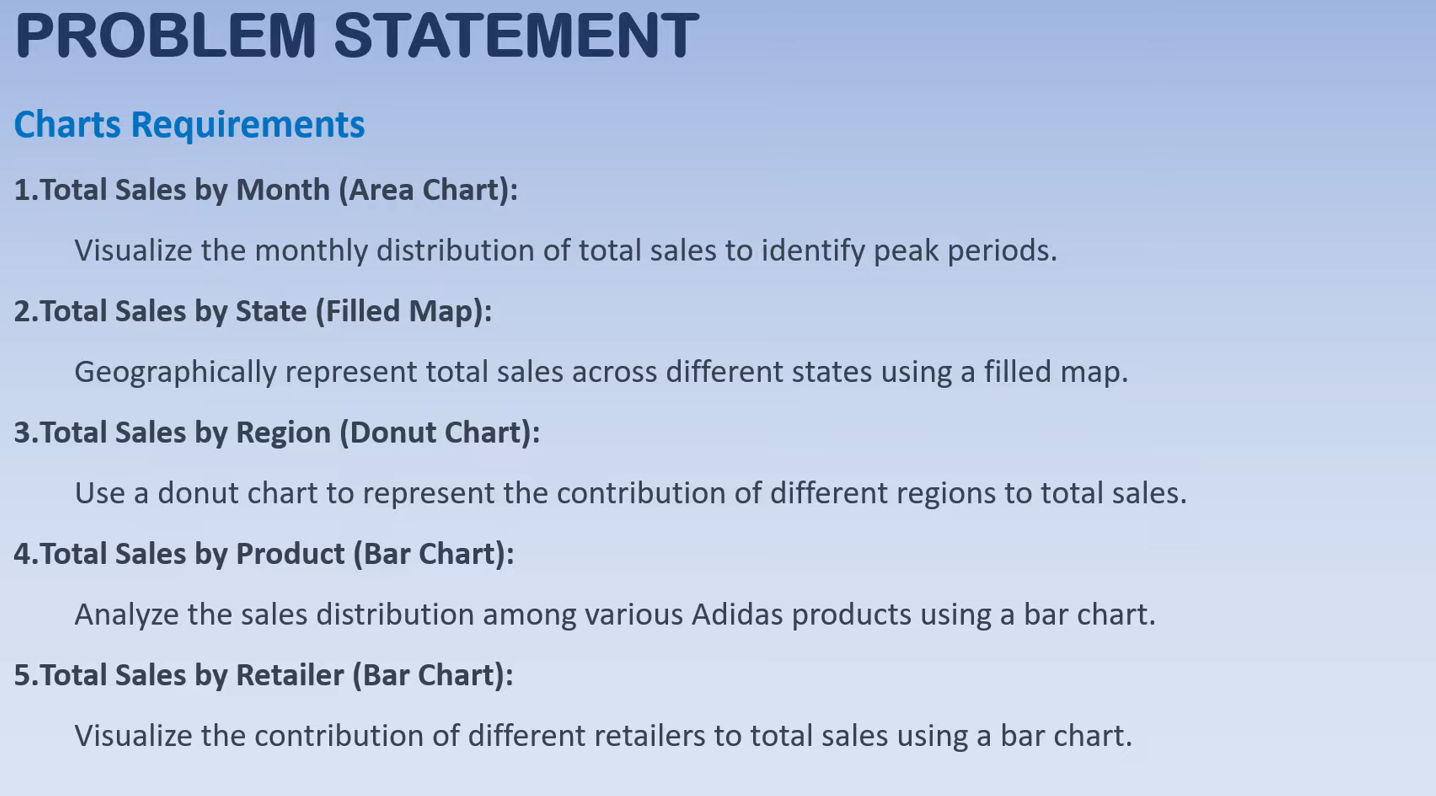 PROBLEM STATEMENT
Charts Requirements
1.Total Sales by Month (Area Chart):
Visualize the monthly distribution of total sales to identify peak periods.
2.Total Sales by State (Filled Map):
Geographically represent total sales across different states using a filled map.
3.Total Sales by Region (Donut Chart):
Use a donut chart to represent the contribution of different regions to total sales.
4.Total Sales by Product (Bar Chart):
Analyze the sales distribution among various Adidas products using a bar chart.
5.Total Sales by Retailer (Bar Chart):
Visualize the contribution of different retailers to total sales using a bar chart.